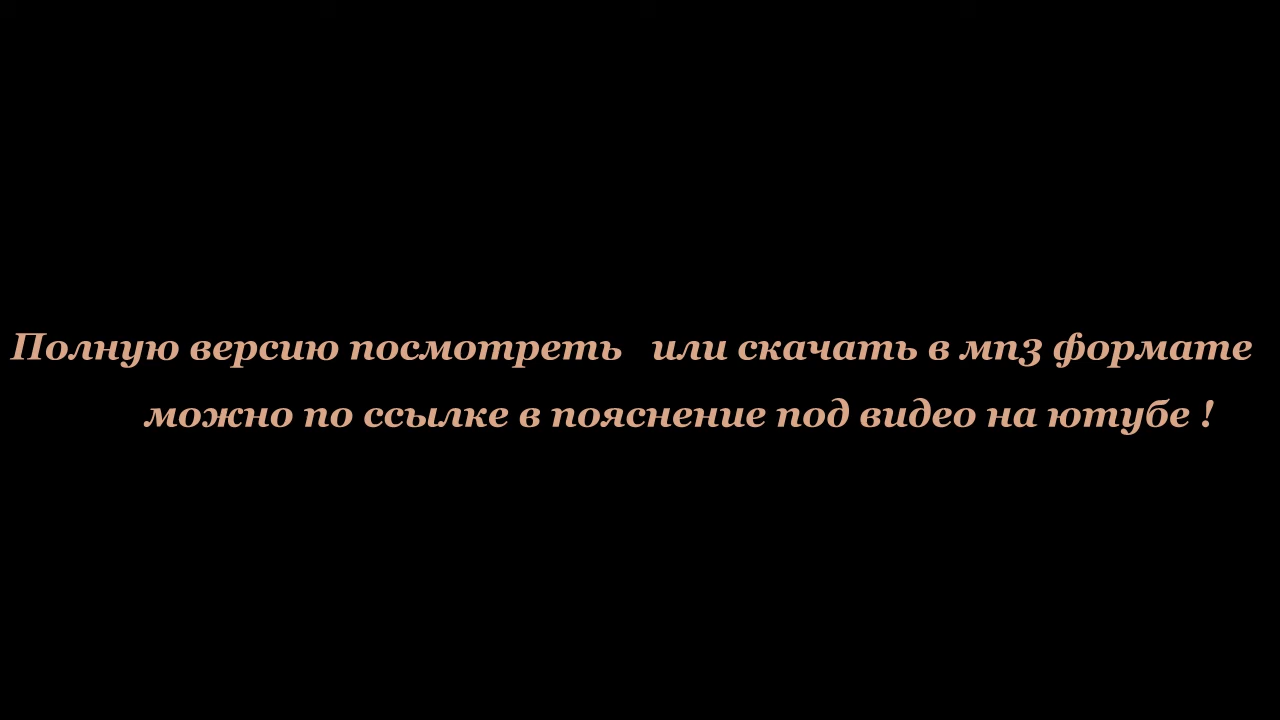 Полную версию посмотреть или скачать в мп3 формате
можно по ссылке в пояснение под видео на ютубе !